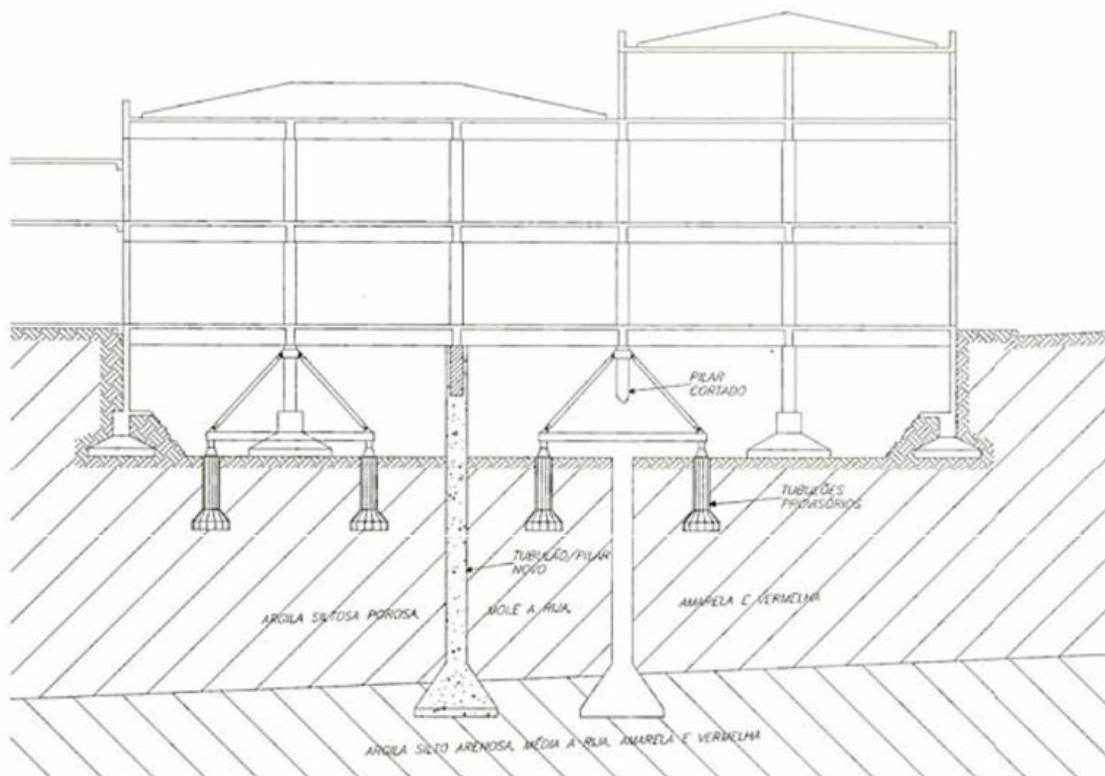 PILAR
CORTADO
TUBULÕES
PROVISÓRIOS
TUBULÃO/PILAR
NOVO
ARGILA SILTOSA POROSA, MOLE A RIJA, AMARELA E VERMELHA
ARGILA SILTO ARENOSA, MÉDIA A RIJA, AMARELA E VERMELHA